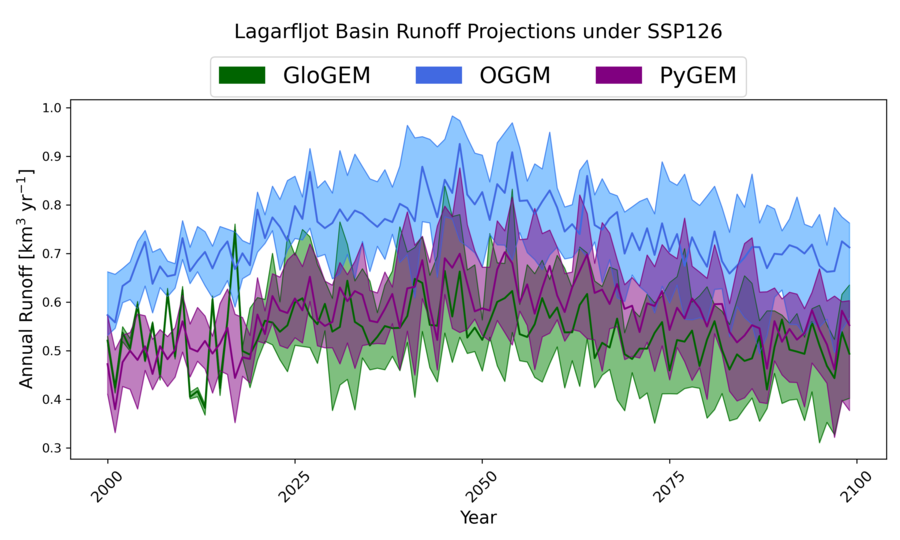 Lagarfljot Basin Runoff Projections under SSP126
GloGEM OGGM PyGEM
Annual Runoff [km³ yr⁻¹]
1.0
0.9
0.8
0.7
0.6
0.5
0.4
0.3
2000 2025 2050 2075 2100
Year